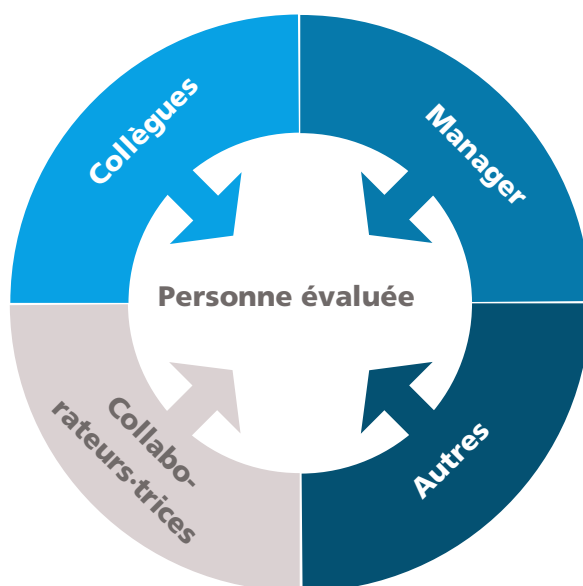 Collègues
Manager
Personne évaluée
Collabo-
rateurs·trices
Autres